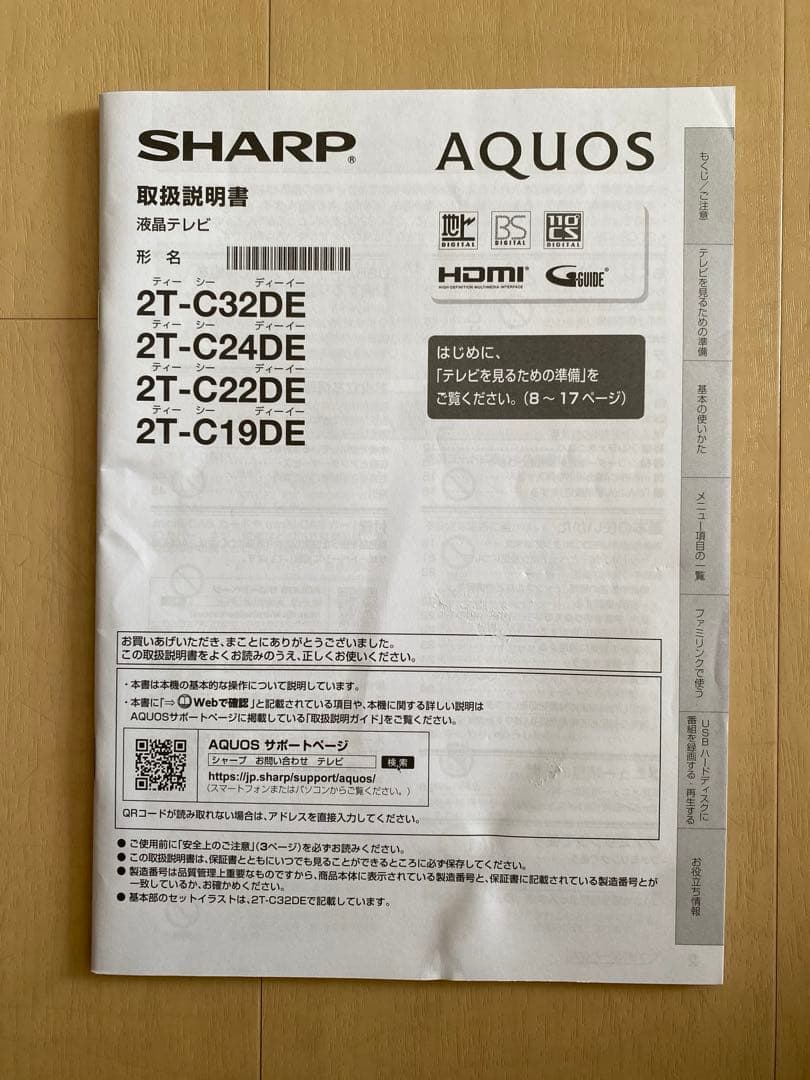 SHARP®
AQUOS
取扱説明書
液晶テレビ
形 名
ティー シー ディーイー
2T-C32DE
ティー シー ディーイー
2T-C24DE
ティー シー ディーイー
2T-C22DE
ティー シー ディーイー
2T-C19DE
地上 DIGITAL
BS DIGITAL
110°CS DIGITAL
HDMI®
HIGH-DEFINITION MULTIMEDIA INTERFACE
G-GUIDE®
はじめに、
「テレビを見るための準備」を
ご覧ください。(8～17ページ)
お買いあげいただき、まことにありがとうございました。
この取扱説明書をよくお読みのうえ、正しくお使いください。
・本書は本機の基本的な操作について説明しています。
・本書に「⇒ Webで確認」と記載されている項目や、本機に関する詳しい説明は
AQUOSサポートページに掲載している「取扱説明ガイド」をご覧ください。
AQUOS サポートページ
シャープ お問い合わせ テレビ 検索
https://jp.sharp/support/aquos/
(スマートフォンまたはパソコンからご覧ください。)
QRコードが読み取れない場合は、アドレスを直接入力してください。
● ご使用前に「安全上のご注意」(3ページ)を必ずお読みください。
● この取扱説明書は、保証書とともにいつでも見ることができるところに必ず保存してください。
● 製造番号は品質管理上重要なものですから、商品本体に表示されている製造番号と、保証書に記載されている製造番号とが
一致しているか、お確かめください。
● 基本部のセットイラストは、2T-C32DEで記載しています。
もくじ／ご注意
テレビを見るための準備
基本の使いかた
メニュー項目の一覧
ファミリンクで使う
USBハードディスクに
番組を録画する・再生する
お役立ち情報